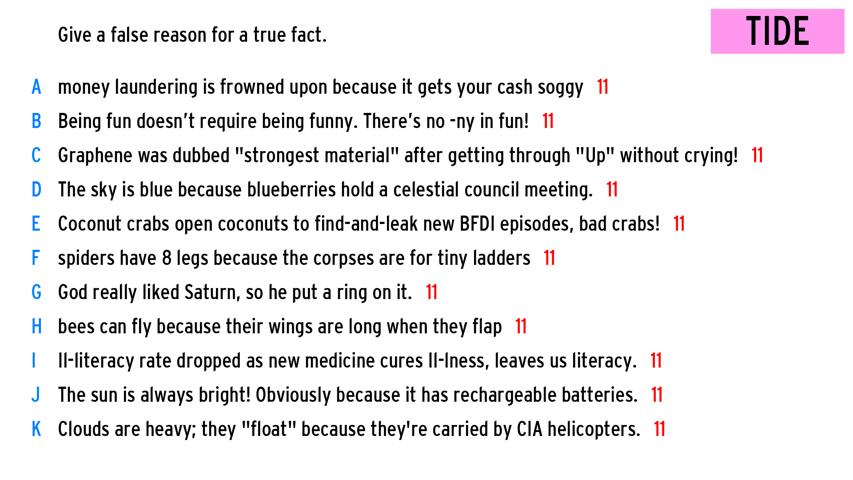 Give a false reason for a true fact.
TIDE
A money laundering is frowned upon because it gets your cash soggy 11
B Being fun doesn't require being funny. There's no -ny in fun! 11
C Graphene was dubbed "strongest material" after getting through "Up" without crying! 11
D The sky is blue because blueberries hold a celestial council meeting. 11
E Coconut crabs open coconuts to find-and-leak new BFDI episodes, bad crabs! 11
F spiders have 8 legs because the corpses are for tiny ladders 11
G God really liked Saturn, so he put a ring on it. 11
H bees can fly because their wings are long when they flap 11
I Il-literacy rate dropped as new medicine cures Il-lness, leaves us literacy. 11
J The sun is always bright! Obviously because it has rechargeable batteries. 11
K Clouds are heavy; they "float" because they're carried by CIA helicopters. 11